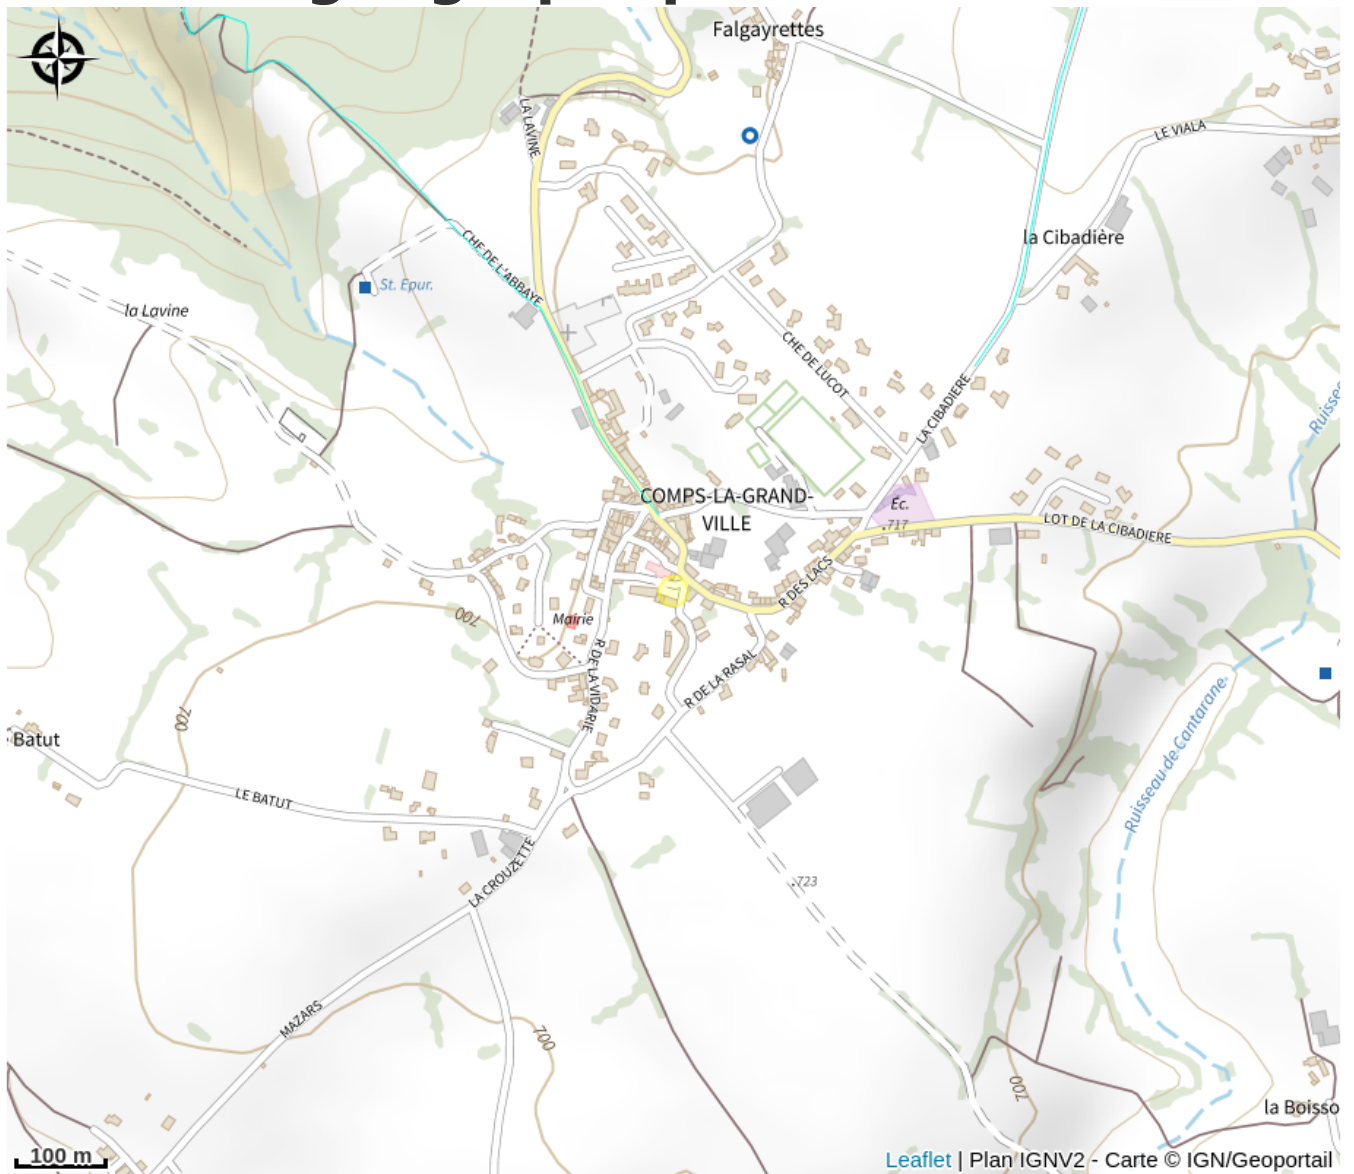 Falgayrettes
LA LAVINE
LE VIALA
CHE DE L'ABBAYE
la Cibadière
St. Epur.
la Lavine
CHE DE LUCOT
LA CIBADIERE
COMPS-LA-GRAND-
VILLE
Éc.
.717
LOT DE LA CIBADIERE
R DES LACS
700
Mairie
R DE LA VIDARIE
R DE LA RASAL
Ruisseau de Cantarane
700
Batut
LE BATUT
LA CROUZETTE
.723
MAZARS
700
700
la Boisso
100 m
Leaflet | Plan IGNV2 - Carte © IGN/Geoportail